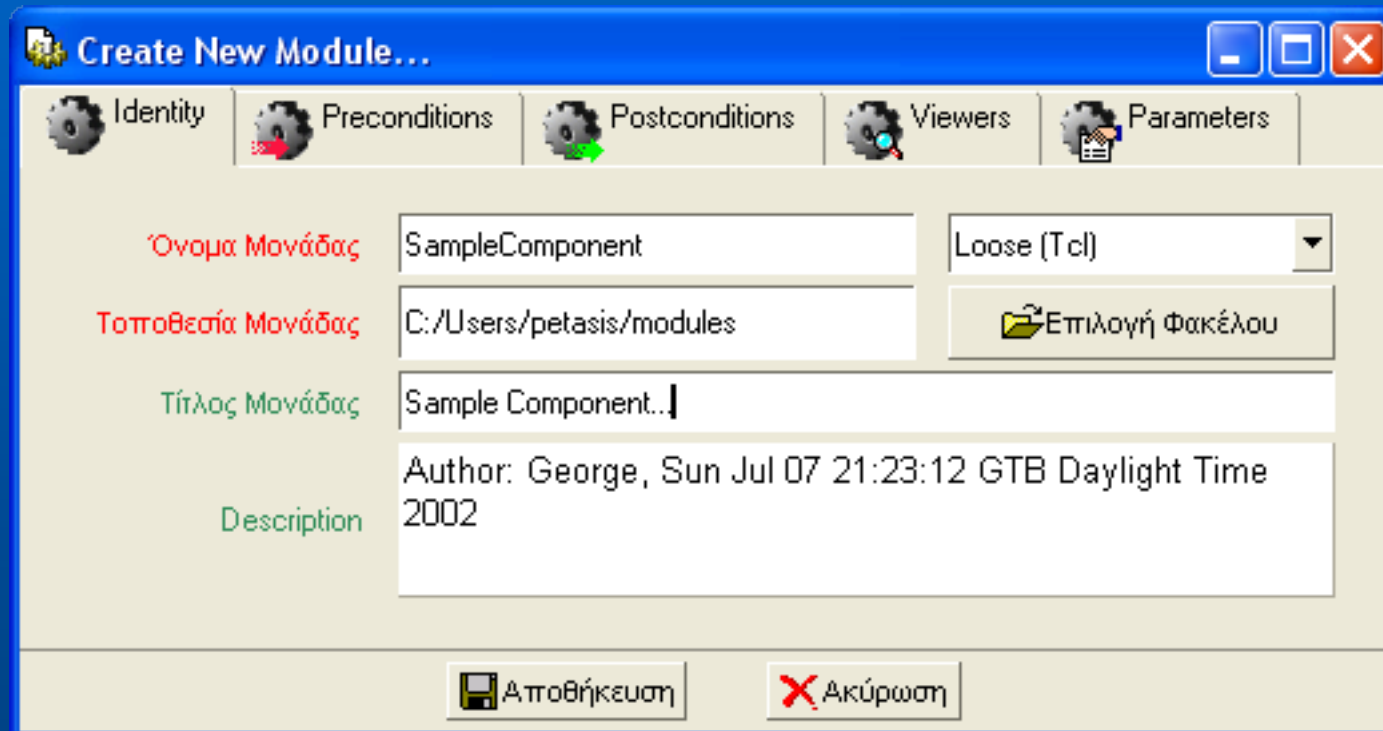 Create New Module...
Identity Preconditions Postconditions Viewers Parameters
Όνομα Μονάδας SampleComponent Loose (Tcl)
Τοποθεσία Μονάδας C:/Users/petasis/modules Επιλογή Φακέλου
Τίτλος Μονάδας Sample Component...
Description Author: George, Sun Jul 07 21:23:12 GTB Daylight Time
2002
Αποθήκευση Ακύρωση